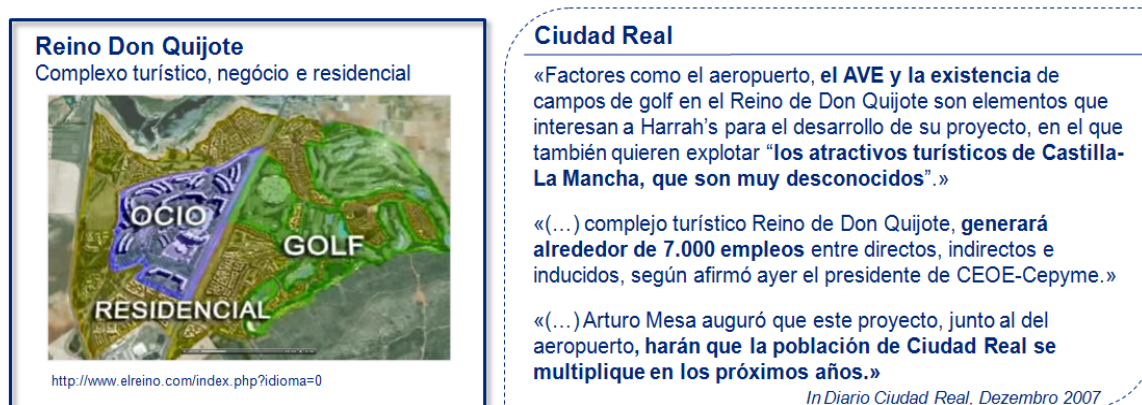 Reino Don Quijote
Complexo turístico, negócio e residencial
OCIO
GOLF
RESIDENCIAL
http://www.elreino.com/index.php?idioma=0
Ciudad Real
«Factores como el aeropuerto, el AVE y la existencia de
campos de golf en el Reino de Don Quijote son elementos que
interesan a Harrah's para el desarrollo de su proyecto, en el que
también quieren explotar “los atractivos turísticos de Castilla-
La Mancha, que son muy desconocidos”.»
«(…) complejo turístico Reino de Don Quijote, generará
alrededor de 7.000 empleos entre directos, indirectos e
inducidos, según afirmó ayer el presidente de CEOE-Cepyme.»
«(…) Arturo Mesa auguró que este proyecto, junto al del
aeropuerto, harán que la población de Ciudad Real se
multiplique en los próximos años.»
In Diario Ciudad Real, Dezembro 2007